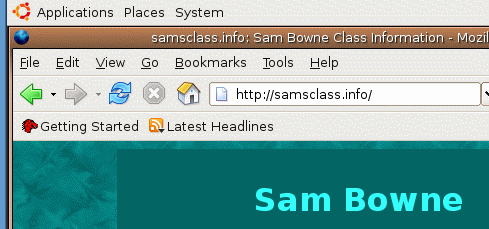 Applications Places System
samsclass.info: Sam Bowne Class Information - Mozil
File Edit View Go Bookmarks Tools Help
http://samsclass.info/
Getting Started Latest Headlines
Sam Bowne